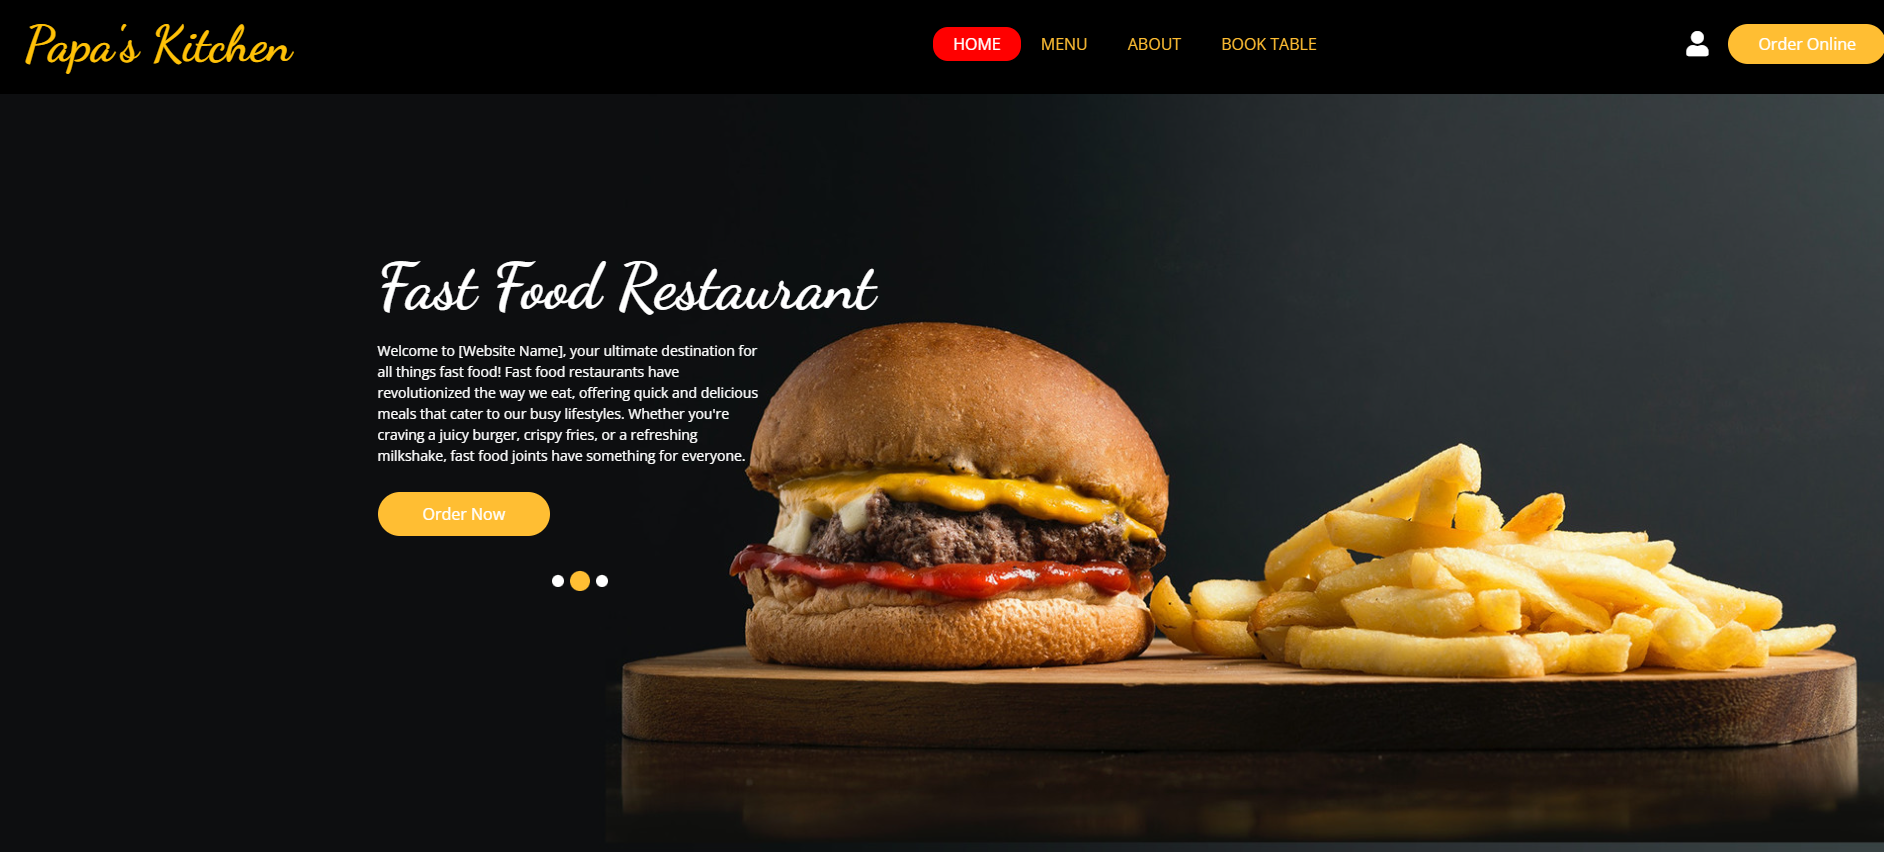 Papa's Kitchen
HOME MENU ABOUT BOOK TABLE
Order Online
Fast Food Restaurant
Welcome to [Website Name], your ultimate destination for
all things fast food! Fast food restaurants have
revolutionized the way we eat, offering quick and delicious
meals that cater to our busy lifestyles. Whether you're
craving a juicy burger, crispy fries, or a refreshing
milkshake, fast food joints have something for everyone.
Order Now